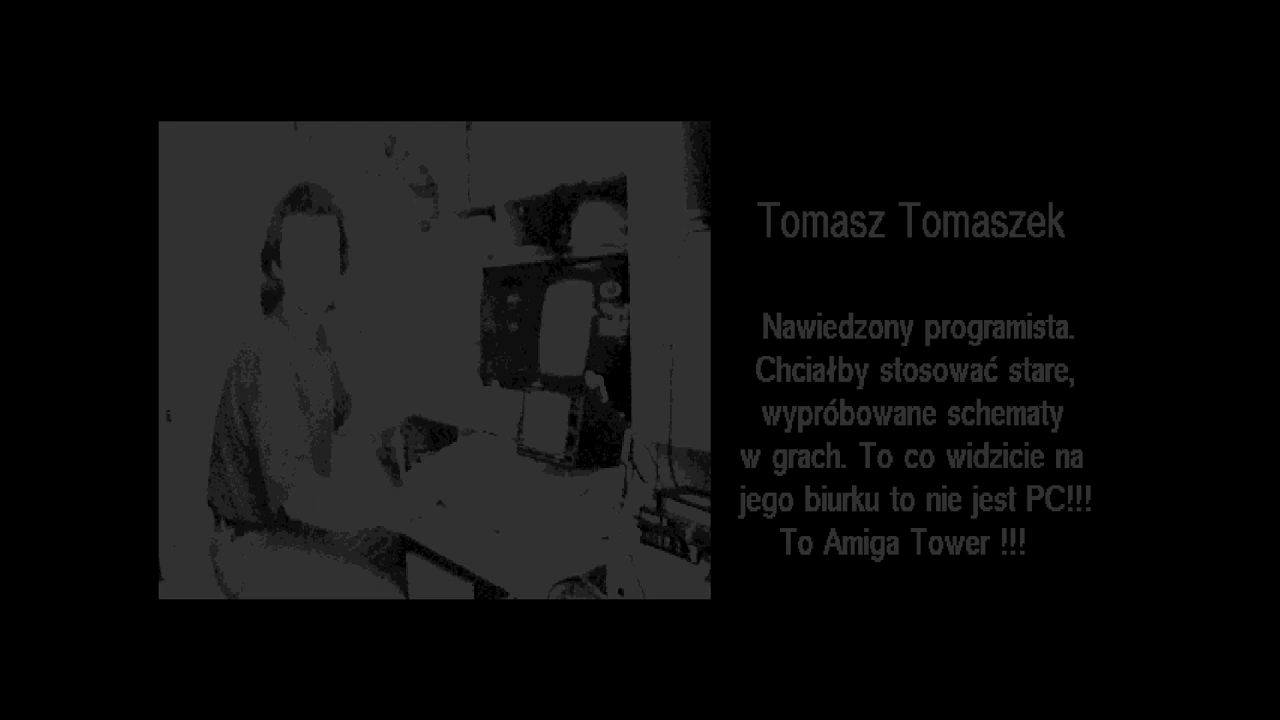 Tomasz Tomaszek
Nawiedzony programista.
Chciałby stosować stare,
wypróbowane schematy
w grach. To co widzicie na
jego biurku to nie jest PC!!!
To Amiga Tower !!!